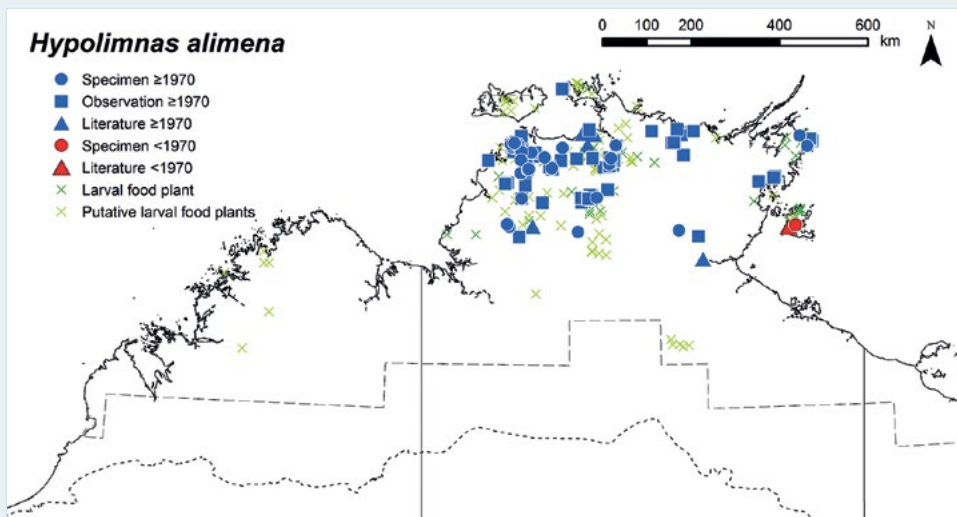 Hypolimnas alimena
Specimen ≥1970
Observation ≥1970
Literature ≥1970
Specimen <1970
Literature <1970
Larval food plant
Putative larval food plants
0 100 200 400 600
km
N